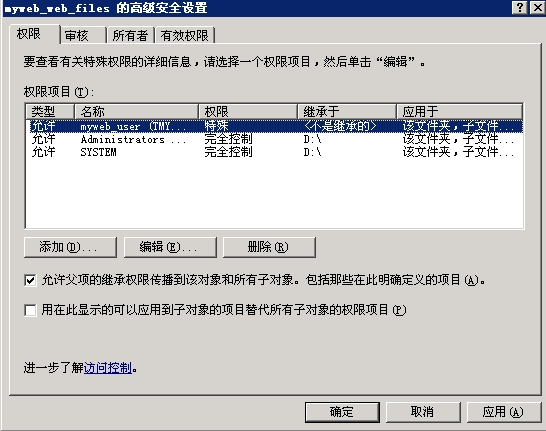 myweb_web_files 的高级安全设置
权限 审核 所有者 有效权限
要查看有关特殊权限的详细信息，请选择一个权限项目，然后单击“编辑”。
权限项目(T):
类型 名称 权限 继承于 应用于
允许 myweb_user (TMY... 特殊 <不是继承的> 该文件夹，子文件...
允许 Administrators ... 完全控制 D:\ 该文件夹，子文件...
允许 SYSTEM 完全控制 D:\ 该文件夹，子文件...
添加(D)... 编辑(E)... 删除(R)
允许父项的继承权限传播到该对象和所有子对象。包括那些在此明确定义的项目(A)。
用在此显示的可以应用到子对象的项目替代所有子对象的权限项目(P)
进一步了解访问控制。
确定 取消 应用(A)